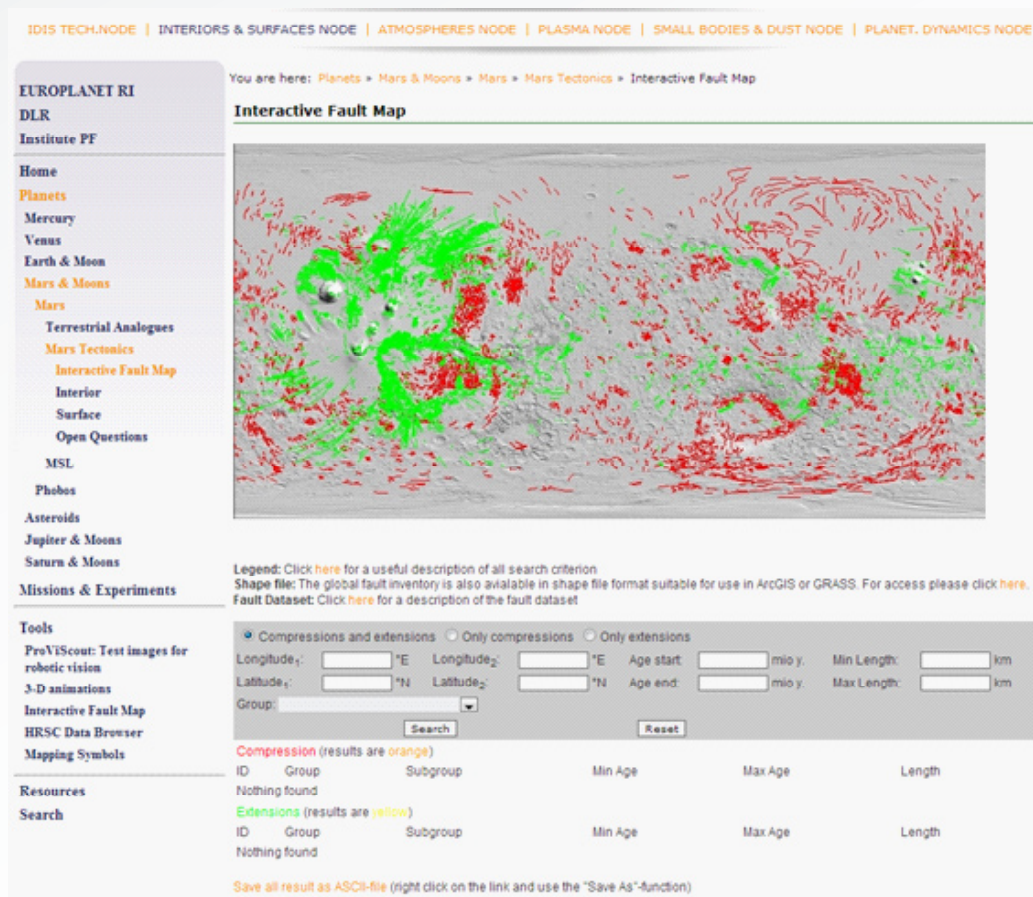 IDIS TECH.NODE | INTERIORS & SURFACES NODE | ATMOSPHERES NODE | PLASMA NODE | SMALL BODIES & DUST NODE | PLANET. DYNAMICS NODE
EUROPLANET RI
DLR
Institute PF
Home
Planets
Mercury
Venus
Earth & Moon
Mars & Moons
Mars
Terrestrial Analogues
Mars Tectonics
Interactive Fault Map
Interior
Surface
Open Questions
MSL
Phobos
Asteroids
Jupiter & Moons
Saturn & Moons
Missions & Experiments
Tools
ProViScout: Test images for
robotic vision
3-D animations
Interactive Fault Map
HRSC Data Browser
Mapping Symbols
Resources
Search
You are here: Planets » Mars & Moons » Mars » Mars Tectonics » Interactive Fault Map
Interactive Fault Map
Legend: Click here for a useful description of all search criterion
Shape file: The global fault inventory is also avialable in shape file format suitable for use in ArcGIS or GRASS. For access please click here.
Fault Dataset: Click here for a description of the fault dataset
Compressions and extensions Only compressions Only extensions
Longitude1: °E Longitude2: °E Age start: mio y. Min Length: km
Latitude1: °N Latitude2: °N Age end: mio y. Max Length: km
Group:
Search Reset
Compression (results are orange)
ID Group Subgroup Min Age Max Age Length
Nothing found
Extensions (results are yellow)
ID Group Subgroup Min Age Max Age Length
Nothing found
Save all result as ASCII-file (right click on the link and use the "Save As"-function)